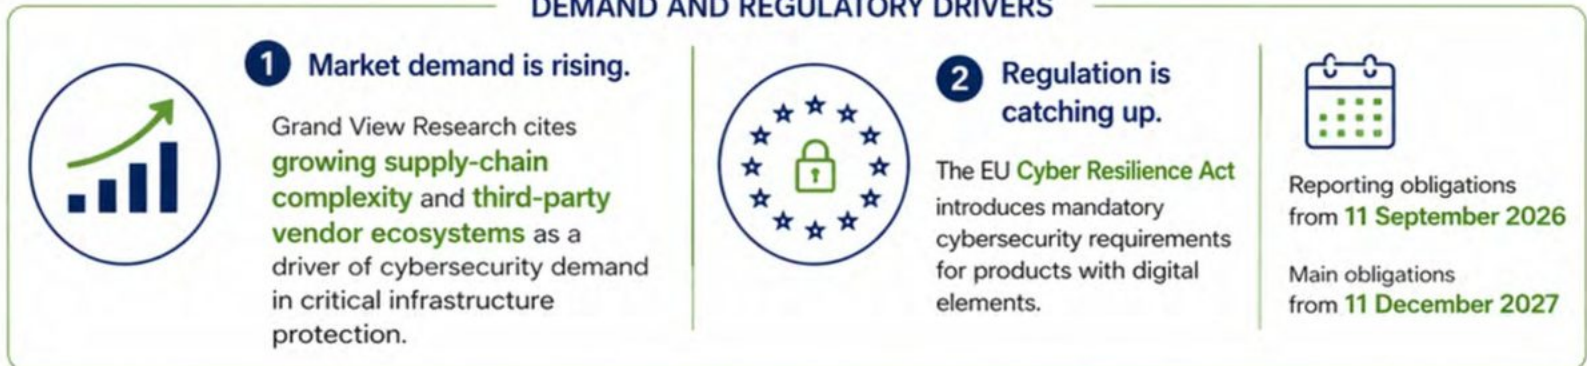 DEMAND AND REGULATORY DRIVERS
1 Market demand is rising.
Grand View Research cites
growing supply-chain
complexity and third-party
vendor ecosystems as a
driver of cybersecurity demand
in critical infrastructure
protection.
2 Regulation is
catching up.
The EU Cyber Resilience Act
introduces mandatory
cybersecurity requirements
for products with digital
elements.
Reporting obligations
from 11 September 2026
Main obligations
from 11 December 2027